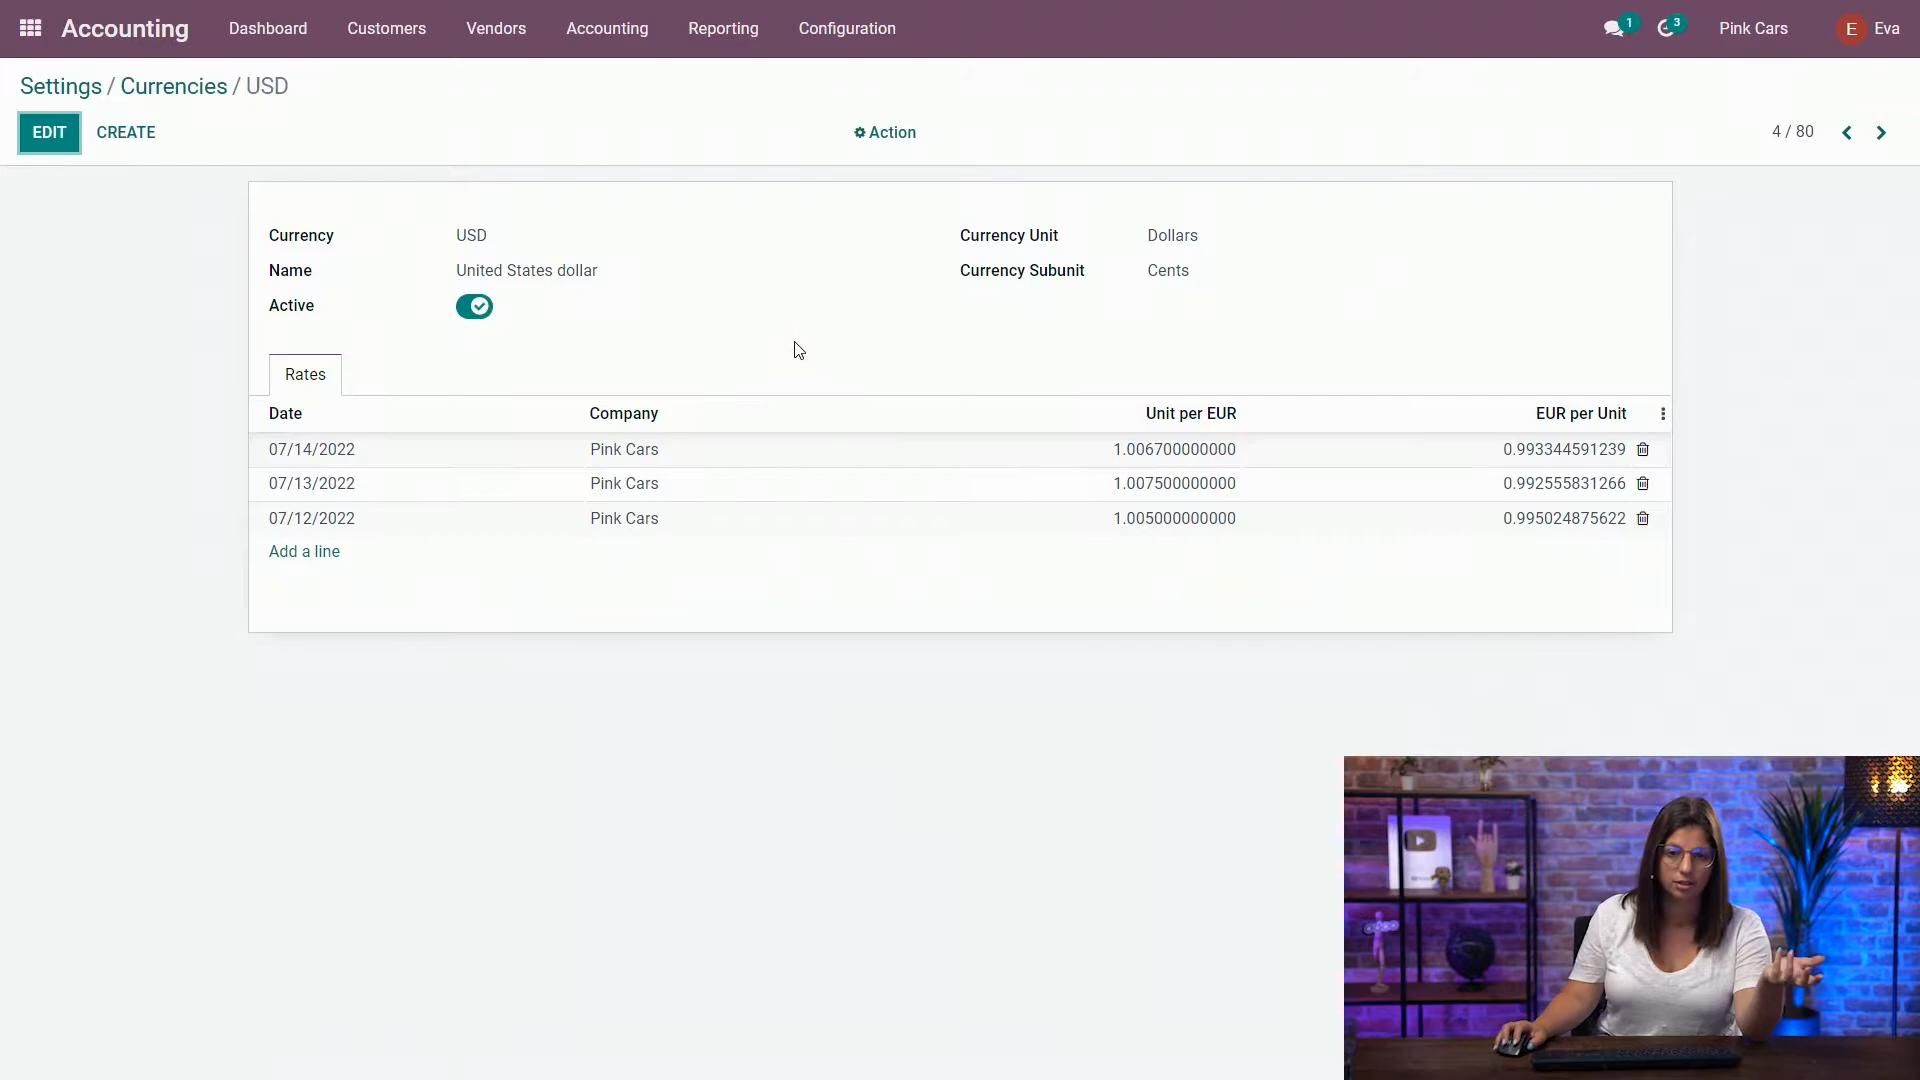 Accounting Dashboard Customers Vendors Accounting Reporting Configuration 1 3 Pink Cars E Eva
Settings / Currencies / USD
EDIT CREATE Action 4 / 80
Currency USD Currency Unit Dollars
Name United States dollar Currency Subunit Cents
Active
Rates
Date Company Unit per EUR EUR per Unit
07/14/2022 Pink Cars 1.006700000000 0.993344591239
07/13/2022 Pink Cars 1.007500000000 0.992555831266
07/12/2022 Pink Cars 1.005000000000 0.995024875622
Add a line